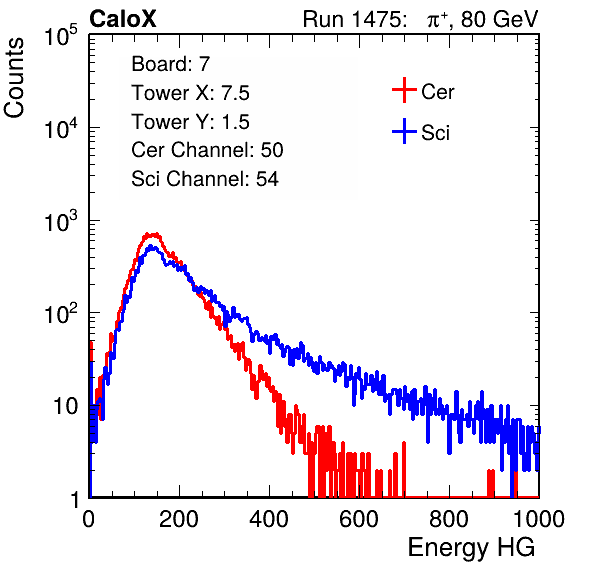 CaloX Run 1475: π⁺, 80 GeV
Counts
Board: 7
Tower X: 7.5
Tower Y: 1.5
Cer Channel: 50
Sci Channel: 54
Cer
Sci
10⁵
10⁴
10³
10²
10
1
0 200 400 600 800 1000
Energy HG